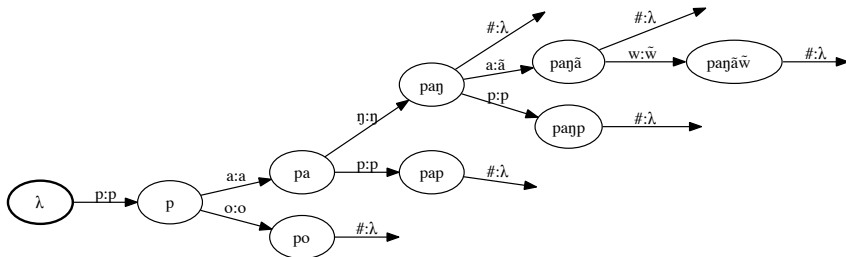 λ
p:p
p
a:a
pa
ŋ:ŋ
paŋ
#:λ
a:ã
paŋã
#:λ
w:w̃
paŋãw̃
#:λ
p:p
paŋp
#:λ
p:p
pap
#:λ
o:o
po
#:λ